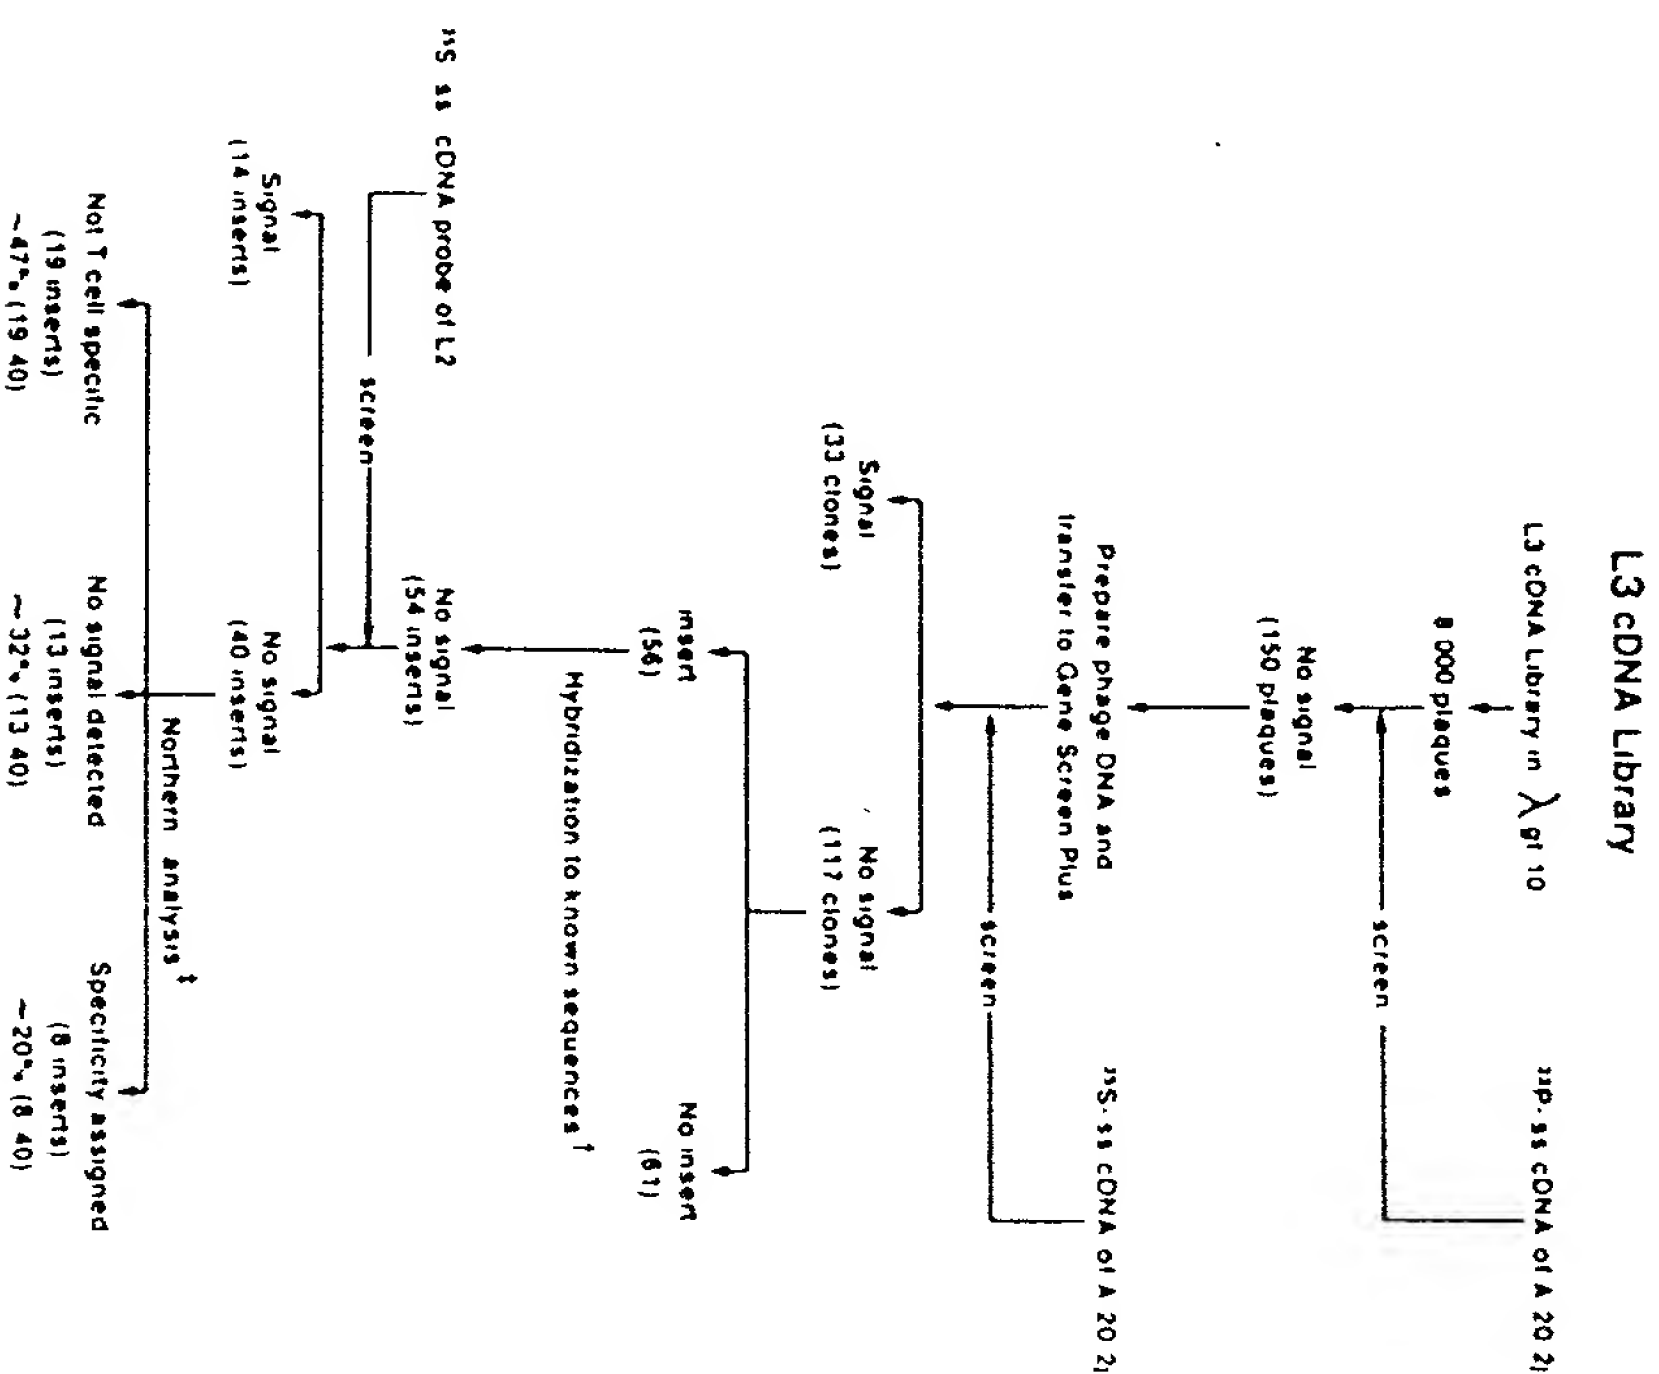 L3 cDNA Library
L3 cDNA Library in λ gt 10
³²P-ss cDNA of A 20 2J
8 000 plaques
screen
No signal
(150 plaques)
Prepare phage DNA and
transfer to Gene Screen Plus
³⁵S-ss cDNA of A 20 2J
screen
Signal
(33 clones)
No signal
(117 clones)
insert
(56)
No insert
(61)
Hybridization to known sequences†
³⁵S ss cDNA probe of L2
No signal
(54 inserts)
screen
Signal
(14 inserts)
No signal
(40 inserts)
Northern analysis‡
Not T cell specific
(19 inserts)
~47% (19 40)
No signal detected
(13 inserts)
~32% (13 40)
Specificity assigned
(8 inserts)
~20% (8 40)